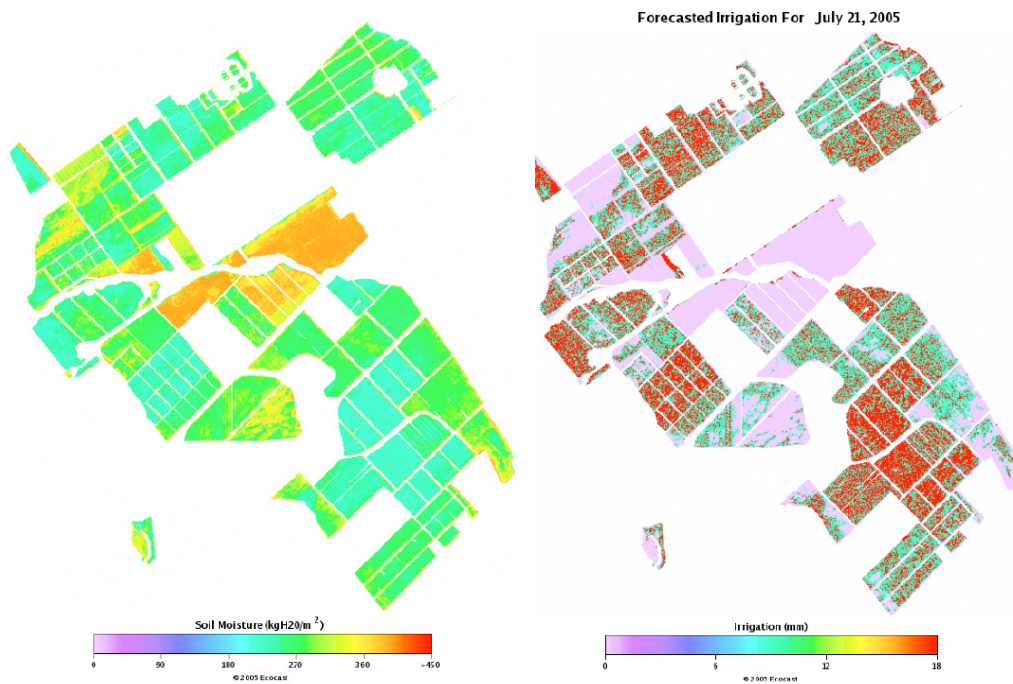 Forecasted Irrigation For July 21, 2005
Soil Moisture (kgH20/m²)
0 90 180 270 360 >450
© 2005 Ecocast
Irrigation (mm)
0 6 12 18
© 2005 Ecocast